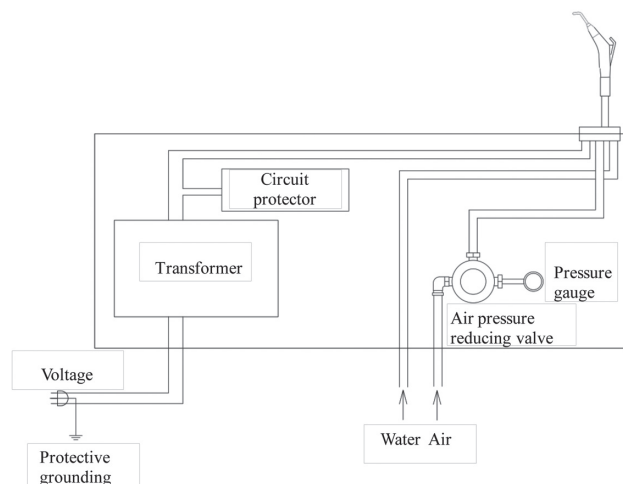 Circuit
protector
Transformer
Pressure
gauge
Air pressure
reducing valve
Voltage
Water Air
Protective
grounding